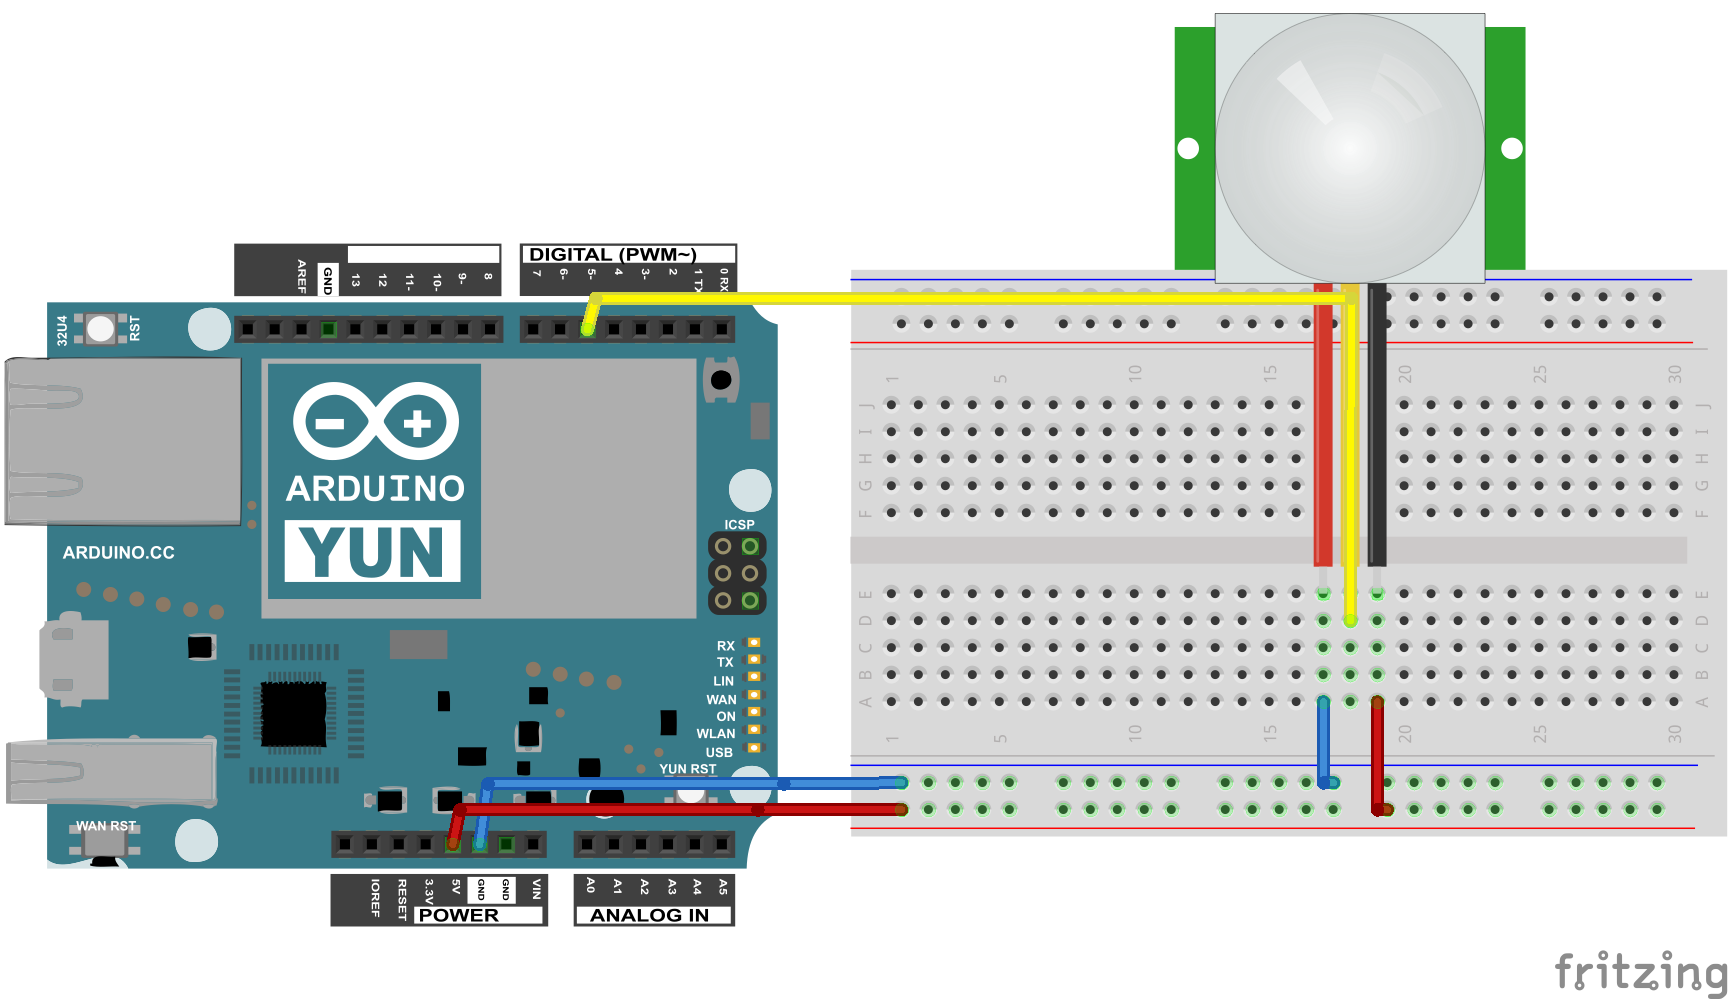 DIGITAL (PWM~)
AREF
GND
13
12
11-
10-
9-
8
7
6-
5-
4
3-
2
1 TX
0 RX
32U4
RST
ARDUINO
YUN
ARDUINO.CC
ICSP
RX
TX
LIN
WAN
ON
WLAN
USB
YUN RST
WAN RST
IOREF
RESET
3.3V
5V
GND
GND
VIN
A0
A1
A2
A3
A4
A5
POWER
ANALOG IN
1 5 10 15 20 25 30
J J
I I
H H
G G
F F
E E
D D
C C
B B
A A
1 5 10 15 20 25 30
fritzing